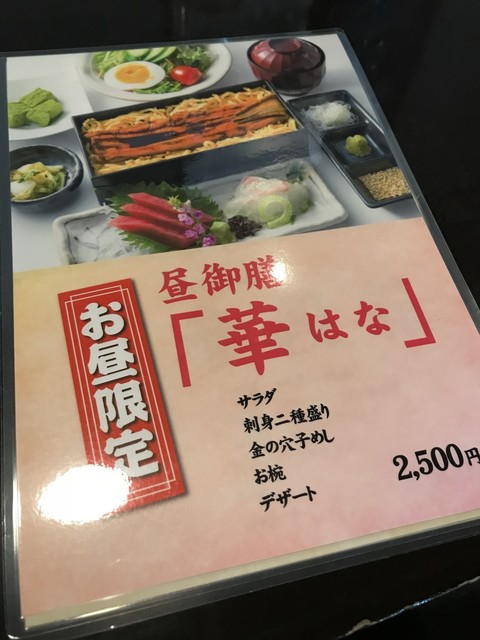 昼御膳
「華はな」
お昼限定
サラダ
刺身二種盛り
金の穴子めし
お椀
デザート
2,500円